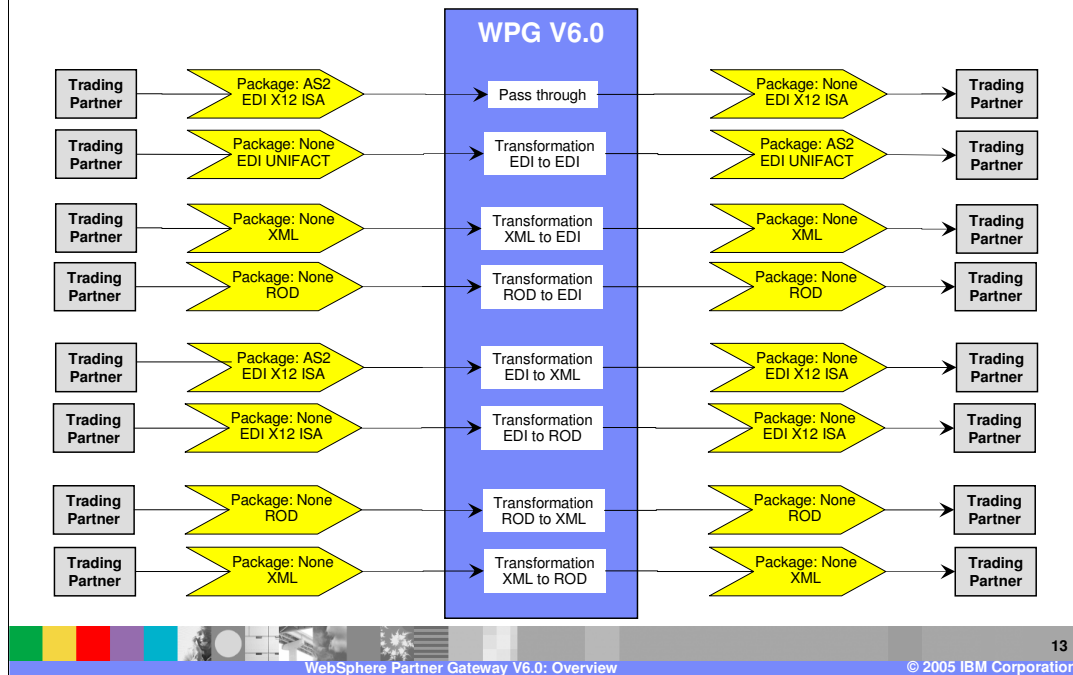 WPG V6.0
Trading
Partner
Package: AS2
EDI X12 ISA
Pass through
Package: None
EDI X12 ISA
Trading
Partner
Trading
Partner
Package: None
EDI UNIFACT
Transformation
EDI to EDI
Package: AS2
EDI UNIFACT
Trading
Partner
Trading
Partner
Package: None
XML
Transformation
XML to EDI
Package: None
XML
Trading
Partner
Trading
Partner
Package: None
ROD
Transformation
ROD to EDI
Package: None
ROD
Trading
Partner
Trading
Partner
Package: AS2
EDI X12 ISA
Transformation
EDI to XML
Package: None
EDI X12 ISA
Trading
Partner
Trading
Partner
Package: None
EDI X12 ISA
Transformation
EDI to ROD
Package: None
EDI X12 ISA
Trading
Partner
Trading
Partner
Package: None
ROD
Transformation
ROD to XML
Package: None
ROD
Trading
Partner
Trading
Partner
Package: None
XML
Transformation
XML to ROD
Package: None
XML
Trading
Partner
13
WebSphere Partner Gateway V6.0: Overview
© 2005 IBM Corporation